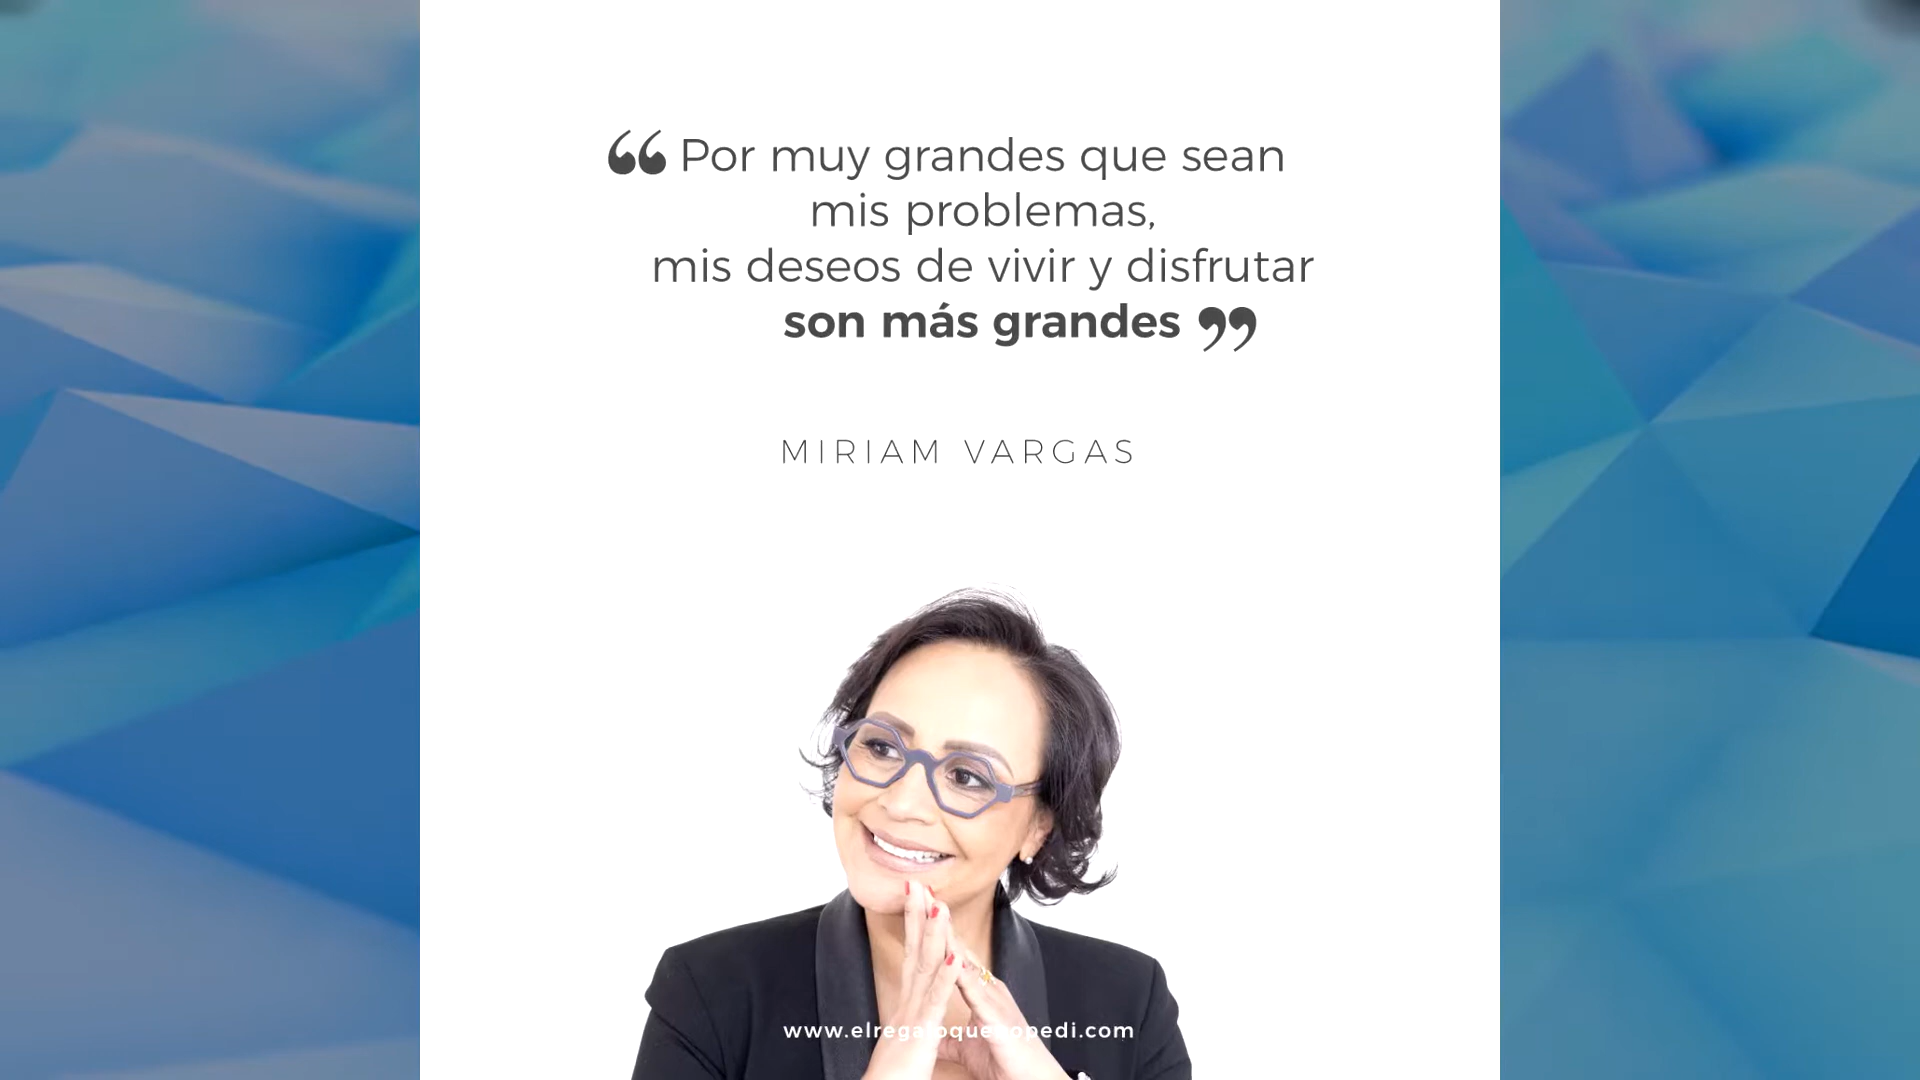 “Por muy grandes que sean
mis problemas,
mis deseos de vivir y disfrutar
son más grandes”
MIRIAM VARGAS